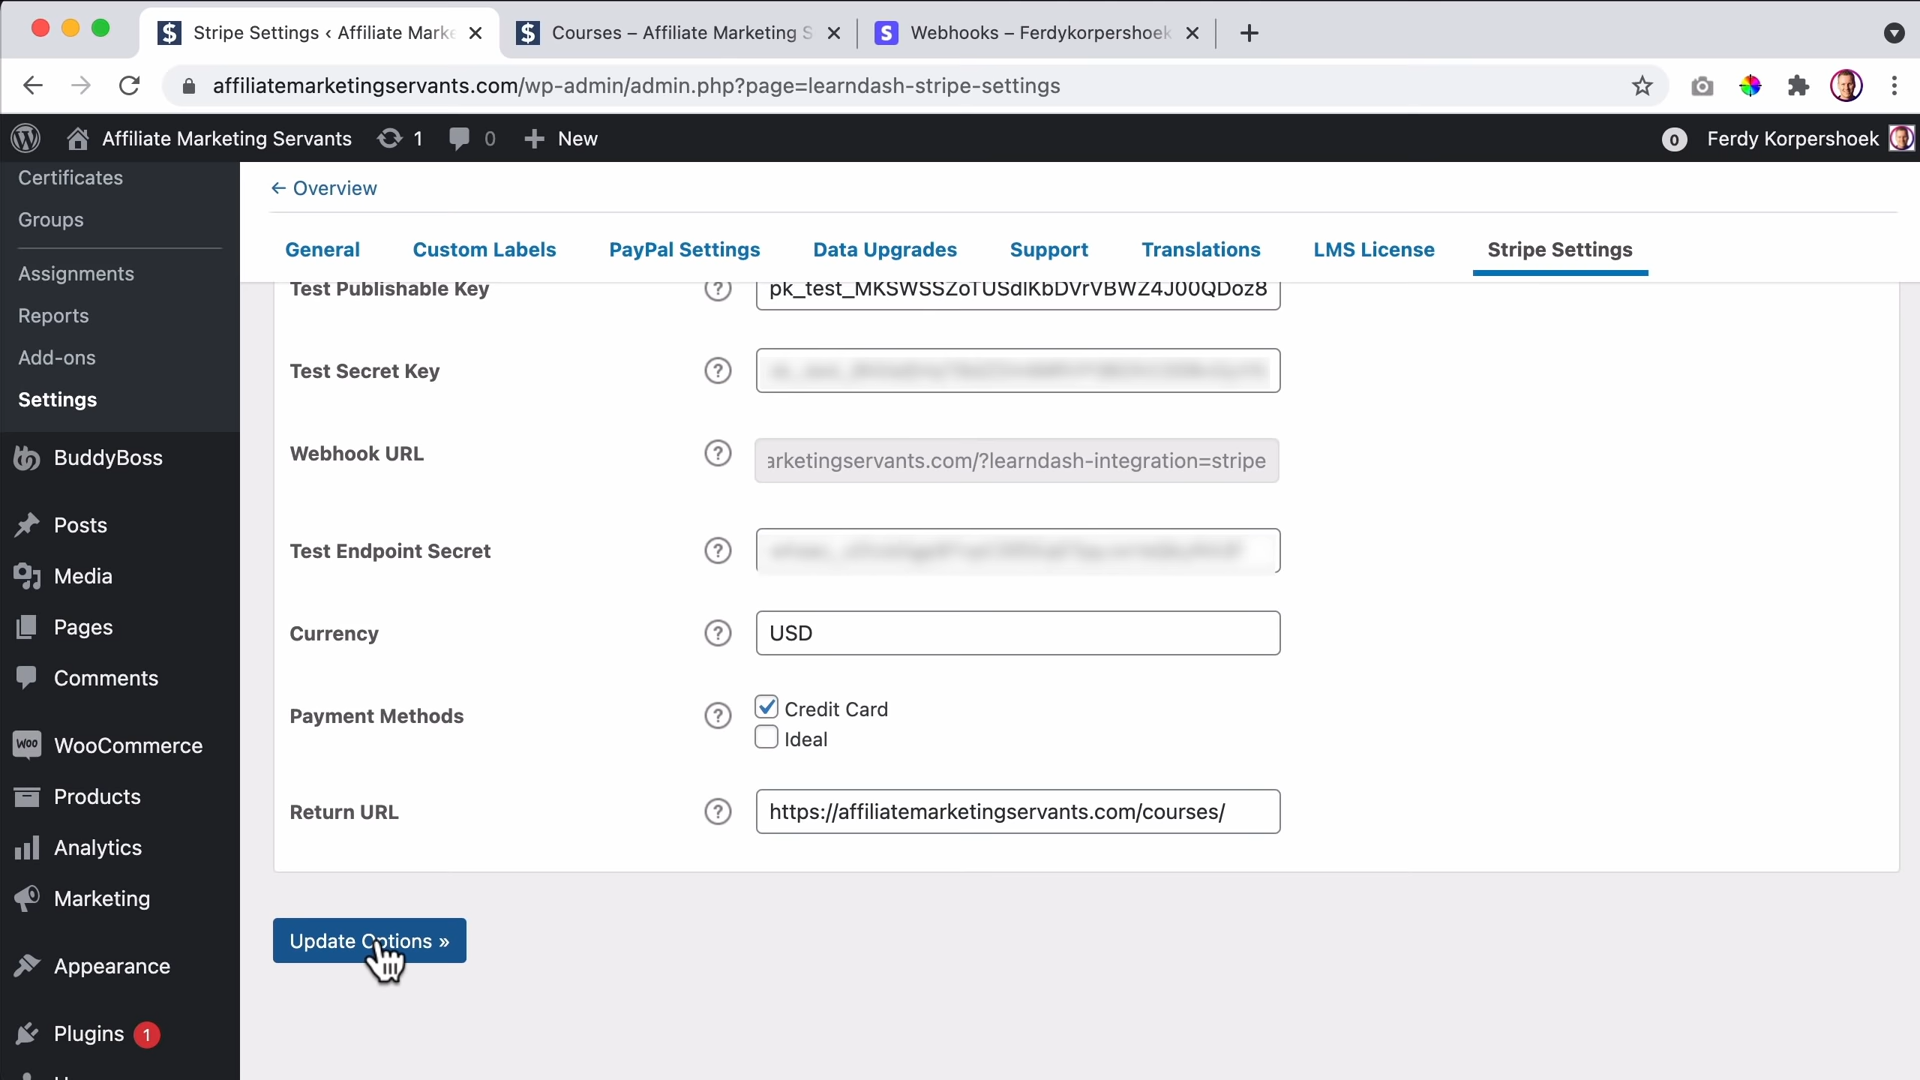 Stripe Settings ‹ Affiliate Marke
Courses – Affiliate Marketing S
Webhooks – Ferdykorpershoek
affiliatemarketingservants.com/wp-admin/admin.php?page=learndash-stripe-settings
Affiliate Marketing Servants
1
0
New
0
Ferdy Korpershoek
Certificates
Groups
Assignments
Reports
Add-ons
Settings
BuddyBoss
Posts
Media
Pages
Comments
WooCommerce
Products
Analytics
Marketing
Appearance
Plugins 1
← Overview
General
Custom Labels
PayPal Settings
Data Upgrades
Support
Translations
LMS License
Stripe Settings
Test Publishable Key
Test Secret Key
Webhook URL
arketingservants.com/?learndash-integration=stripe
Test Endpoint Secret
Currency
USD
Payment Methods
Credit Card
Ideal
Return URL
https://affiliatemarketingservants.com/courses/
Update Options »